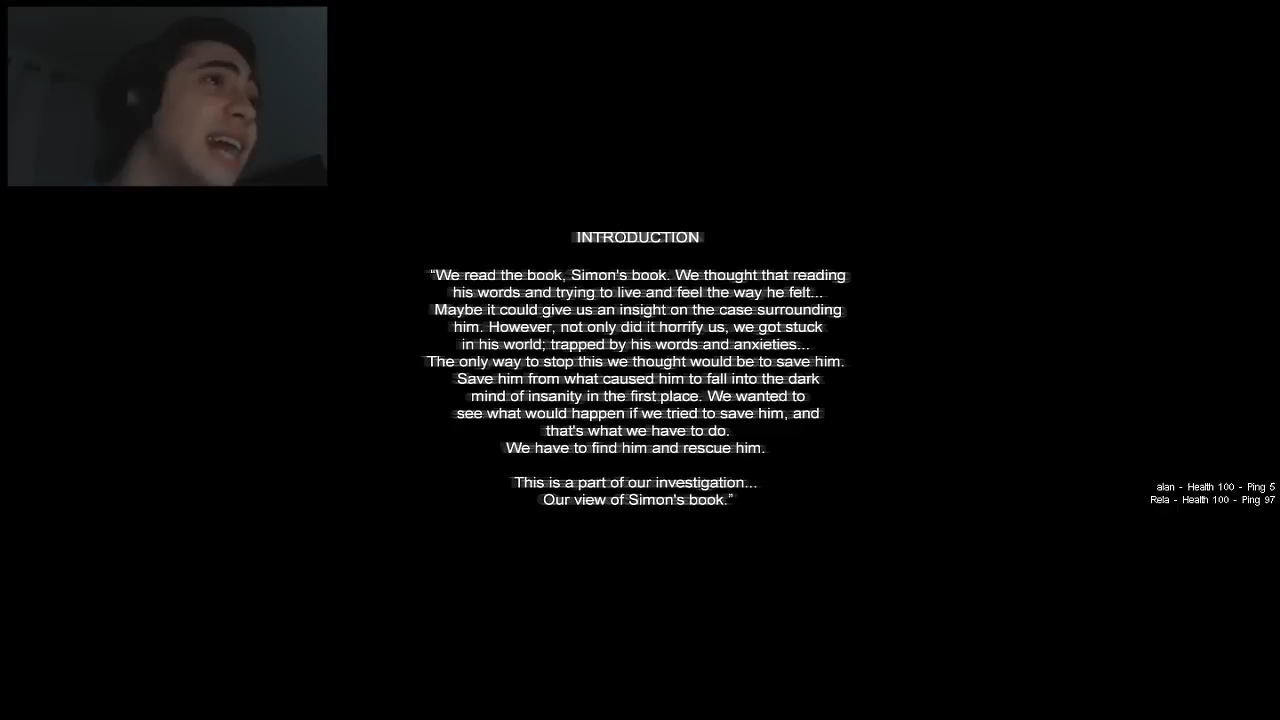 INTRODUCTION
“We read the book, Simon's book. We thought that reading
his words and trying to live and feel the way he felt...
Maybe it could give us an insight on the case surrounding
him. However, not only did it horrify us, we got stuck
in his world; trapped by his words and anxieties...
The only way to stop this we thought would be to save him.
Save him from what caused him to fall into the dark
mind of insanity in the first place. We wanted to
see what would happen if we tried to save him, and
that's what we have to do.
We have to find him and rescue him.
This is a part of our investigation...
Our view of Simon's book.”
alan - Health 100 - Ping 5
Rela - Health 100 - Ping 97